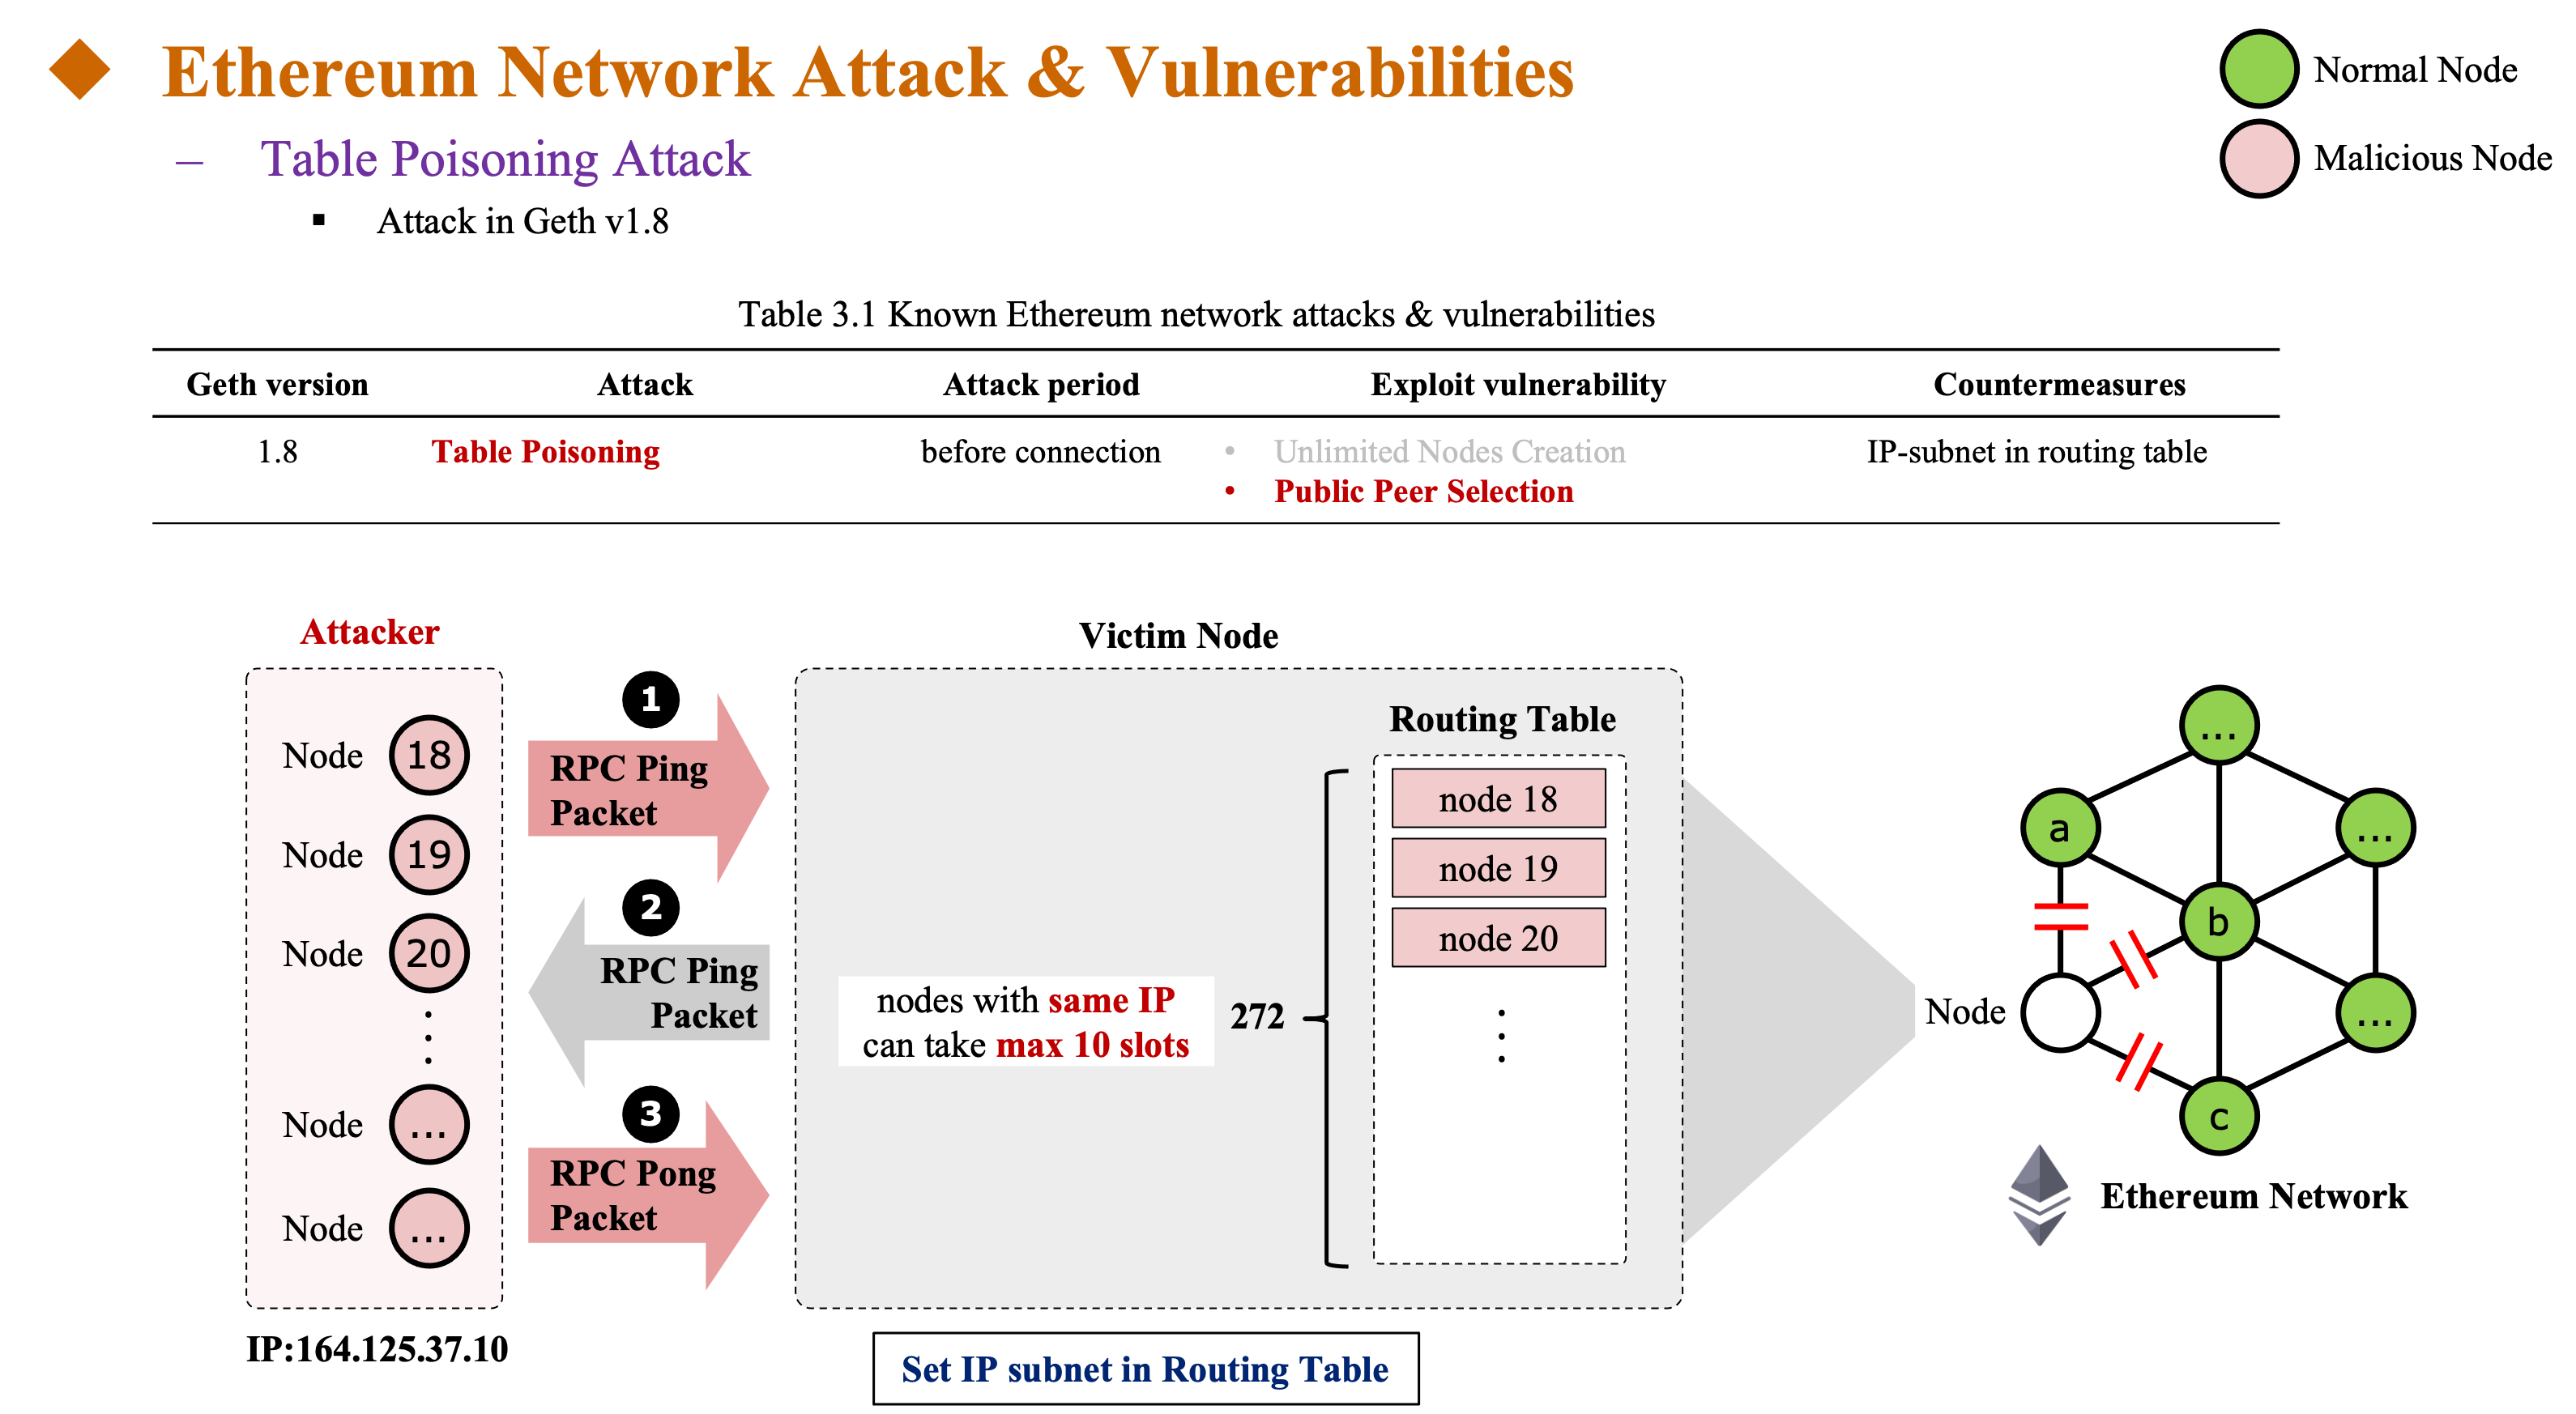 Ethereum Network Attack & Vulnerabilities
– Table Poisoning Attack
▪ Attack in Geth v1.8
Normal Node
Malicious Node
Table 3.1 Known Ethereum network attacks & vulnerabilities
Geth version Attack Attack period Exploit vulnerability Countermeasures
1.8 Table Poisoning before connection • Unlimited Nodes Creation IP-subnet in routing table
• Public Peer Selection
Attacker
Node 18
Node 19
Node 20
Node ...
Node ...
IP:164.125.37.10
1
RPC Ping
Packet
2
RPC Ping
Packet
3
RPC Pong
Packet
Victim Node
Routing Table
node 18
node 19
node 20
nodes with same IP
can take max 10 slots
272
Set IP subnet in Routing Table
...
a
...
b
Node
...
c
Ethereum Network